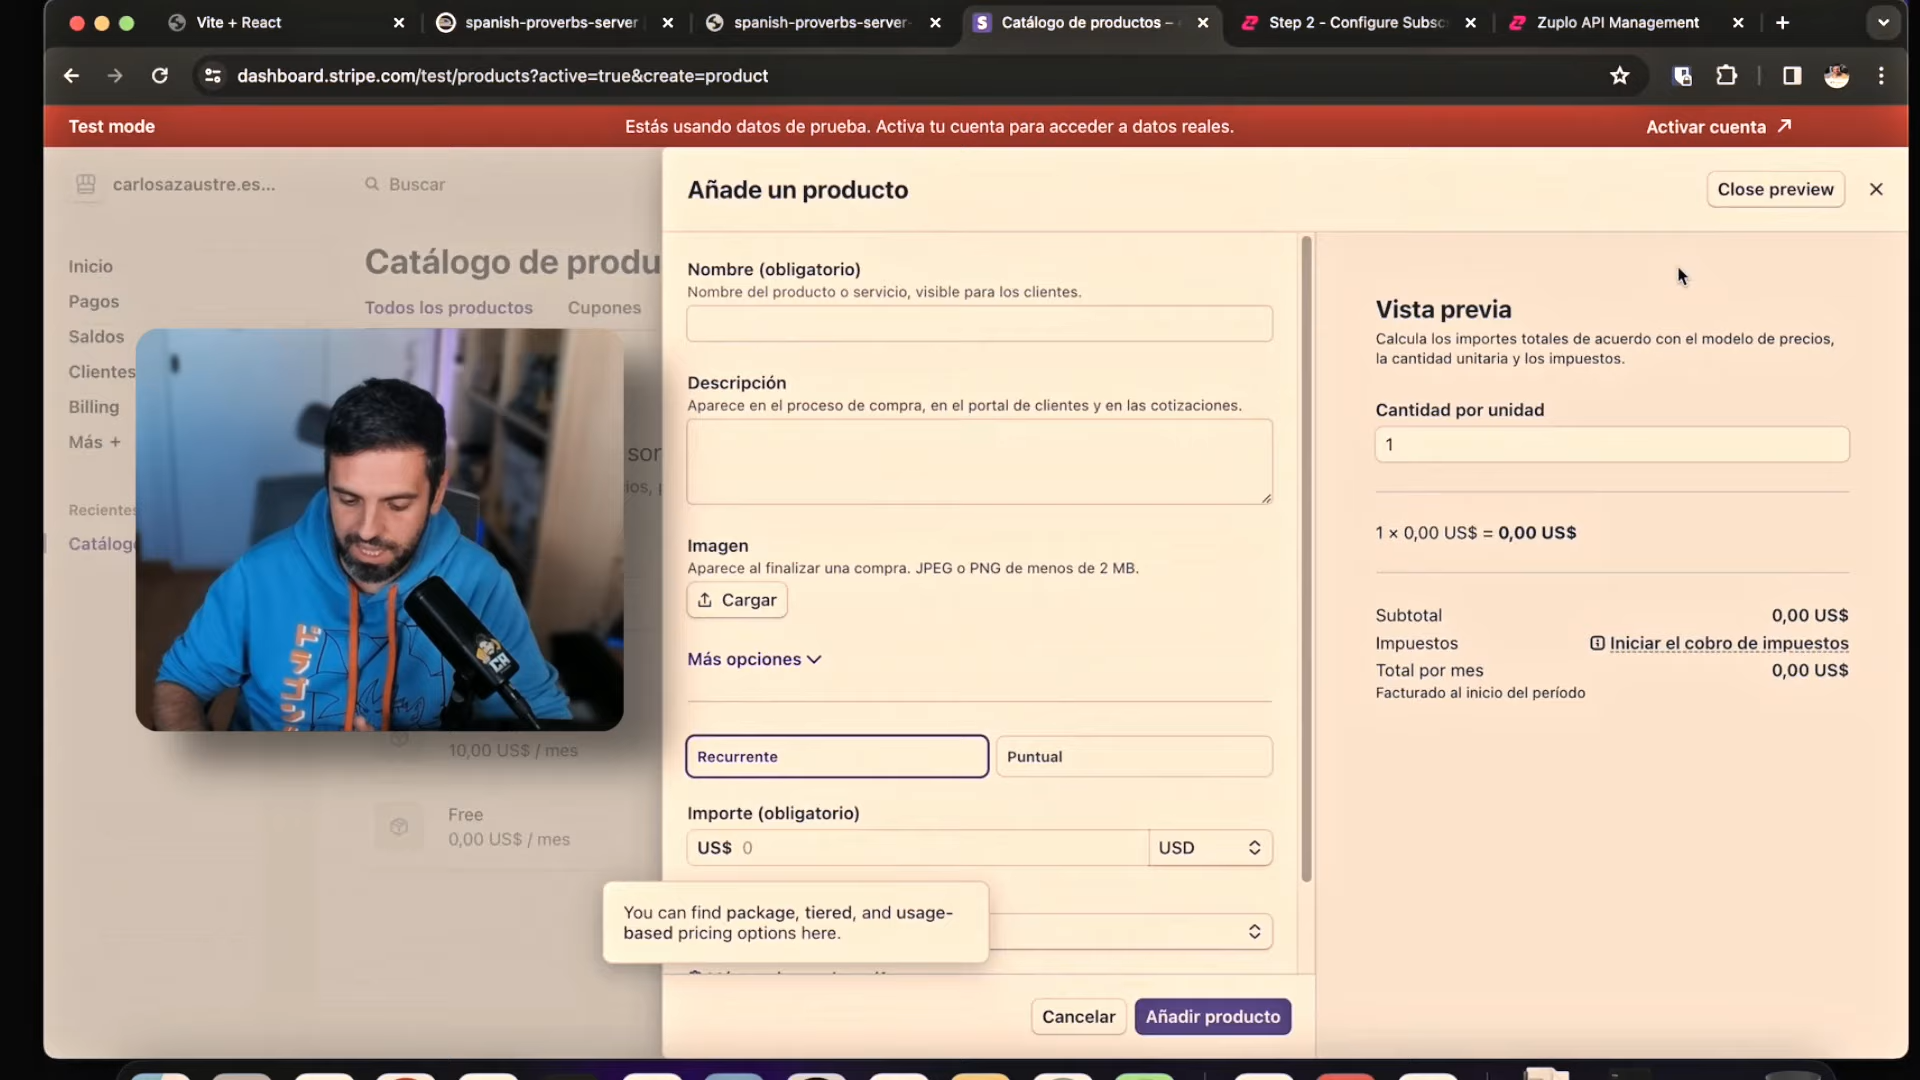 Vite + React
spanish-proverbs-server
spanish-proverbs-server-
Catálogo de productos –
Step 2 - Configure Subsc
Zuplo API Management
dashboard.stripe.com/test/products?active=true&create=product
Test mode
Estás usando datos de prueba. Activa tu cuenta para acceder a datos reales.
Activar cuenta
carlosazaustre.es...
Buscar
Inicio
Pagos
Saldos
Clientes
Billing
Más +
Recientes
Catálogo
Catálogo de produ
Todos los productos
Cupones
10,00 US$ / mes
Free
0,00 US$ / mes
Añade un producto
Close preview
Nombre (obligatorio)
Nombre del producto o servicio, visible para los clientes.
Descripción
Aparece en el proceso de compra, en el portal de clientes y en las cotizaciones.
Imagen
Aparece al finalizar una compra. JPEG o PNG de menos de 2 MB.
Cargar
Más opciones
Recurrente
Puntual
Importe (obligatorio)
US$ 0
USD
You can find package, tiered, and usage-
based pricing options here.
Cancelar
Añadir producto
Vista previa
Calcula los importes totales de acuerdo con el modelo de precios,
la cantidad unitaria y los impuestos.
Cantidad por unidad
1
1 × 0,00 US$ = 0,00 US$
Subtotal
0,00 US$
Impuestos
Iniciar el cobro de impuestos
Total por mes
0,00 US$
Facturado al inicio del período